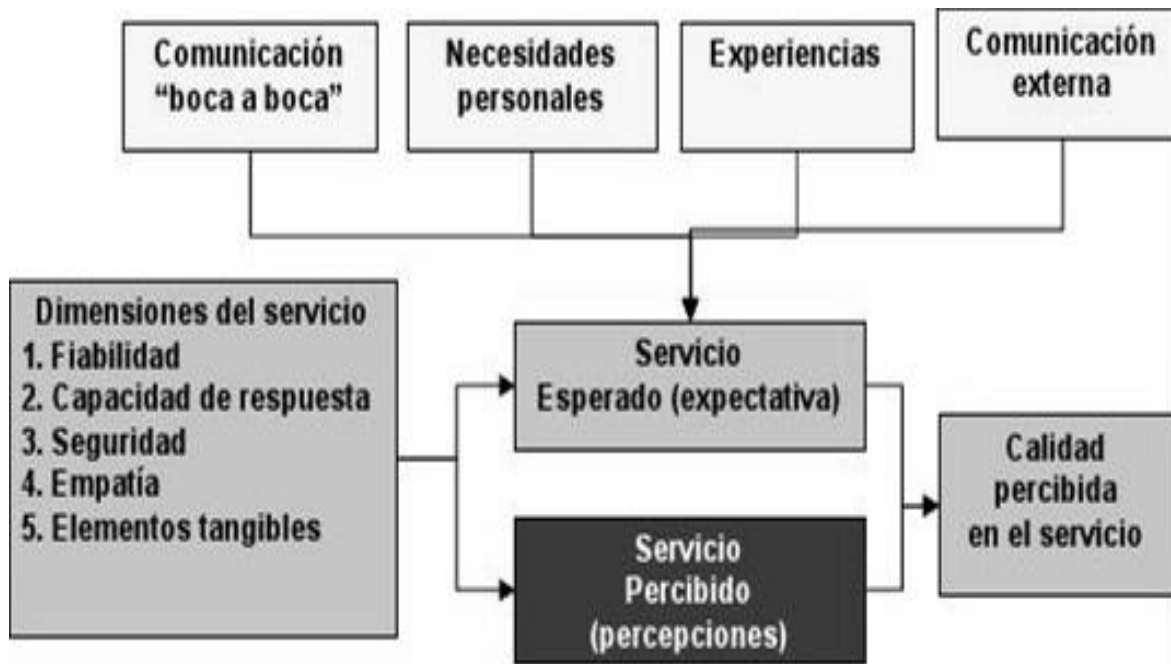 Comunicación
“boca a boca”
Necesidades
personales
Experiencias
Comunicación
externa
Dimensiones del servicio
1. Fiabilidad
2. Capacidad de respuesta
3. Seguridad
4. Empatía
5. Elementos tangibles
Servicio
Esperado (expectativa)
Servicio
Percibido
(percepciones)
Calidad
percibida
en el servicio